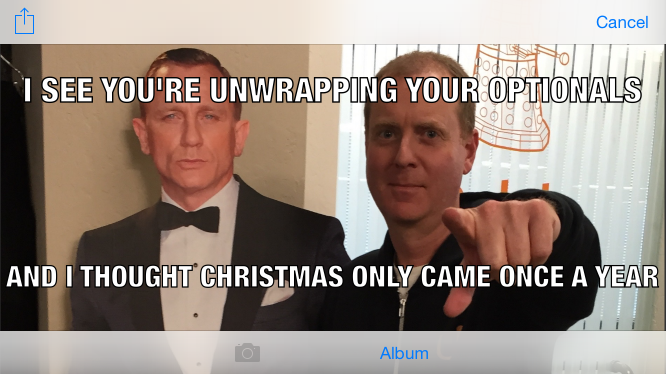 Cancel
I SEE YOU'RE UNWRAPPING YOUR OPTIONALS
AND I THOUGHT CHRISTMAS ONLY CAME ONCE A YEAR
Album